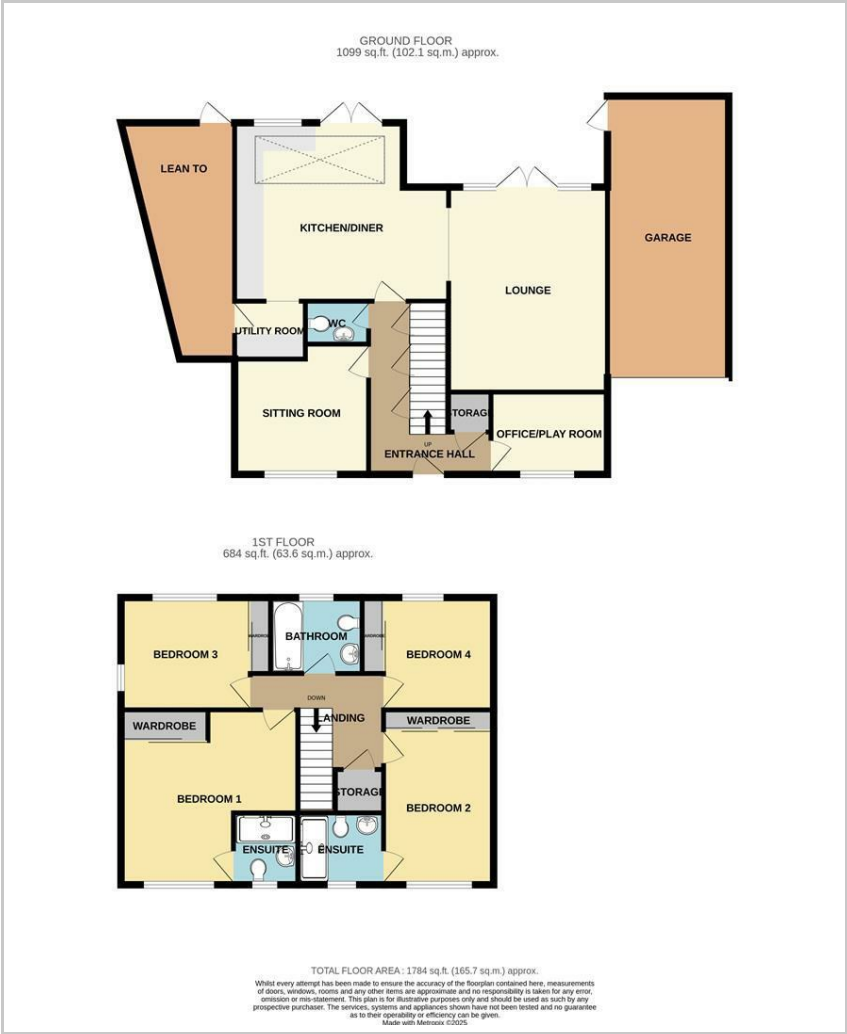 GROUND FLOOR
1099 sq.ft. (102.1 sq.m.) approx.
LEAN TO
KITCHEN/DINER
GARAGE
LOUNGE
WC
UTILITY ROOM
SITTING ROOM
STORAGE
OFFICE/PLAY ROOM
UP
ENTRANCE HALL
1ST FLOOR
684 sq.ft. (63.6 sq.m.) approx.
BEDROOM 3
WARDROBE
BATHROOM
WARDROBE
BEDROOM 4
DOWN
LANDING
WARDROBE
WARDROBE
BEDROOM 1
STORAGE
BEDROOM 2
ENSUITE
ENSUITE
TOTAL FLOOR AREA : 1784 sq.ft. (165.7 sq.m.) approx.
Whilst every attempt has been made to ensure the accuracy of the floorplan contained here, measurements
of doors, windows, rooms and any other items are approximate and no responsibility is taken for any error,
omission or mis-statement. This plan is for illustrative purposes only and should be used as such by any
prospective purchaser. The services, systems and appliances shown have not been tested and no guarantee
as to their operability or efficiency can be given.
Made with Metropix ©2025